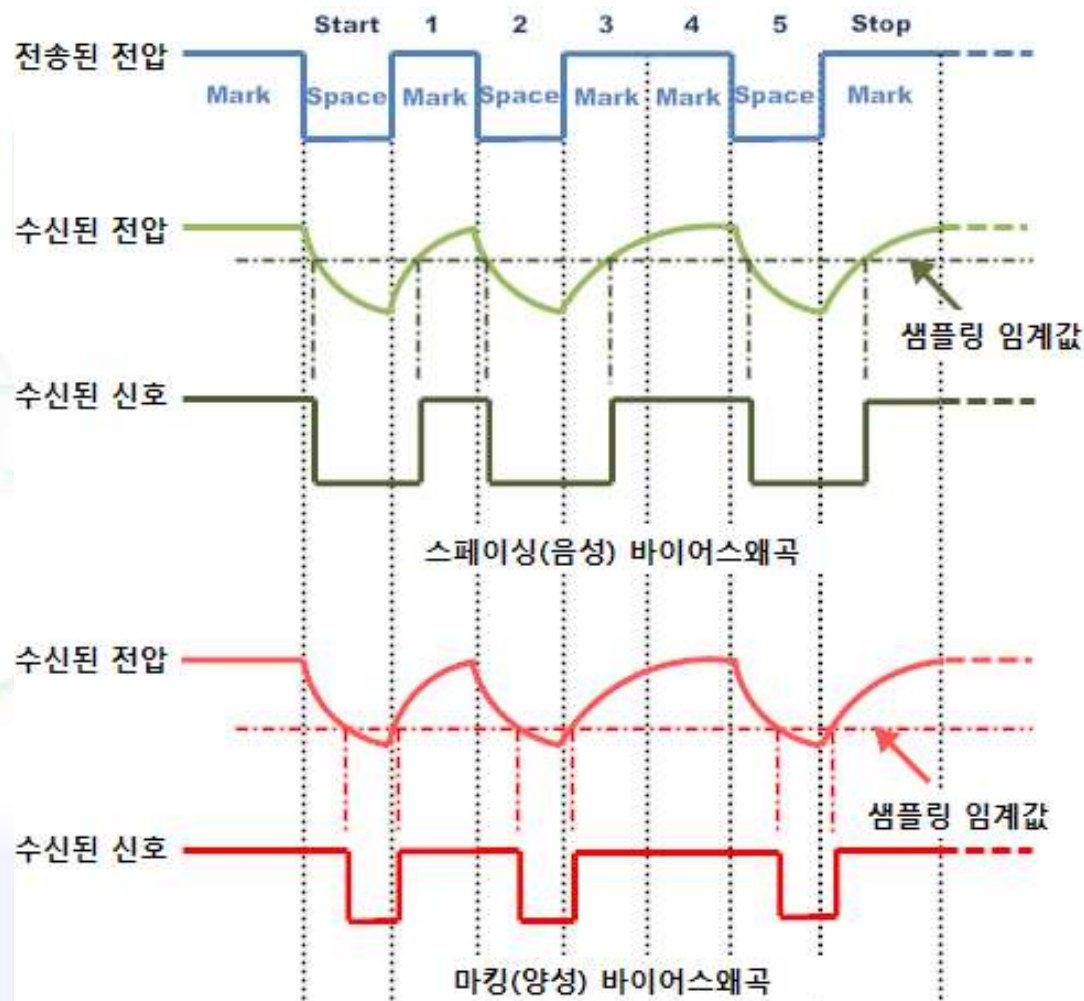 Start 1 2 3 4 5 Stop
전송된 전압
Mark Space Mark Space Mark Mark Space Mark
수신된 전압
샘플링 임계값
수신된 신호
스페이싱(음성) 바이어스왜곡
수신된 전압
샘플링 임계값
수신된 신호
마킹(양성) 바이어스왜곡